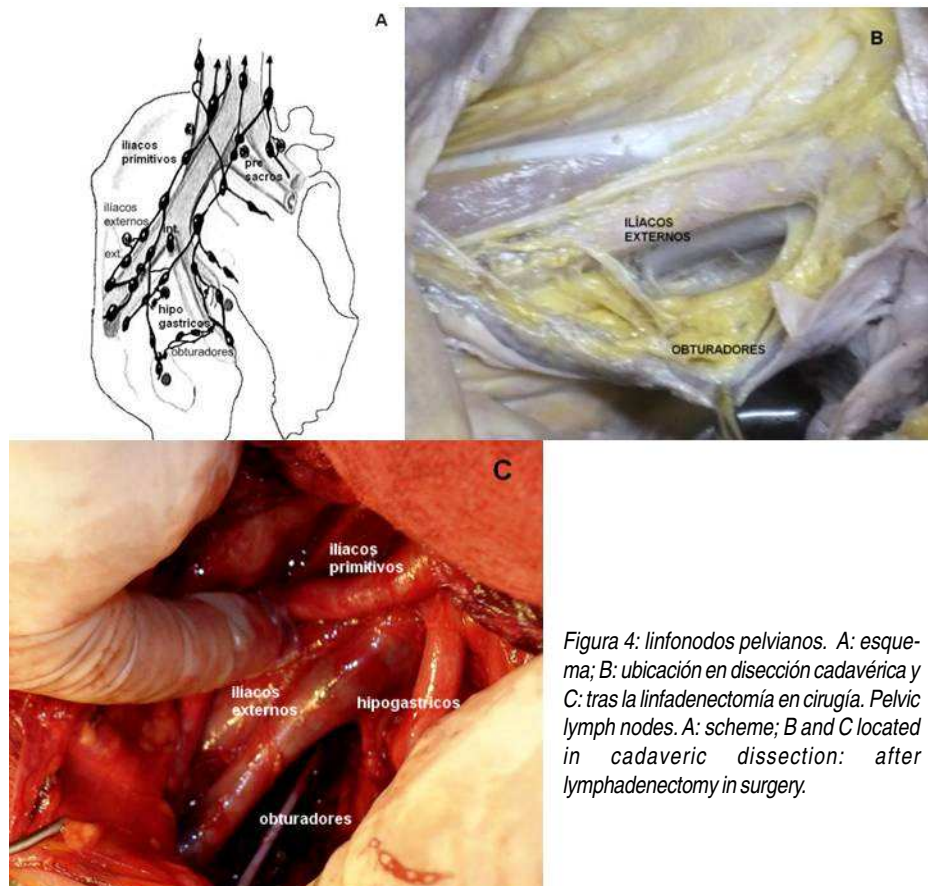 A
ilíacos
primitivos
pre
sacros
ilíacos
externos
int.
ext.
hipo
gastricos
obturadores
B
ILÍACOS
EXTERNOS
OBTURADORES
C
ilíacos
primitivos
ilíacos
externos
hipogastricos
obturadores
Figura 4: linfonodos pelvianos. A: esque-
ma; B: ubicación en disección cadavérica y
C: tras la linfadenectomía en cirugía. Pelvic
lymph nodes. A: scheme; B and C located
in cadaveric dissection: after
lymphadenectomy in surgery.